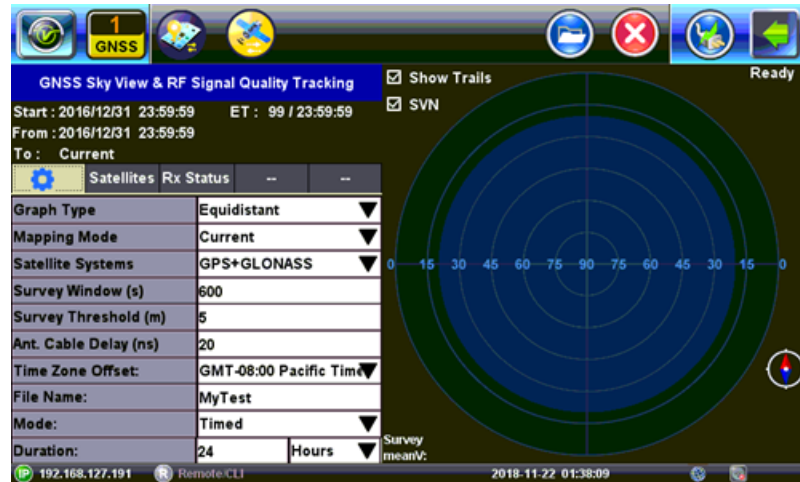 1
GNSS
GNSS Sky View & RF Signal Quality Tracking
Start : 2016/12/31 23:59:59 ET : 99 / 23:59:59
From : 2016/12/31 23:59:59
To : Current
Satellites Rx Status -- --
Graph Type Equidistant
Mapping Mode Current
Satellite Systems GPS+GLONASS
Survey Window (s) 600
Survey Threshold (m) 5
Ant. Cable Delay (ns) 20
Time Zone Offset: GMT-08:00 Pacific Time
File Name: MyTest
Mode: Timed
Duration: 24 Hours
Show Trails
SVN
Ready
0 15 30 45 60 75 90 75 60 45 30 15 0
Survey
meanV:
IP 192.168.127.191 R Remote/CLI 2018-11-22 01:38:09